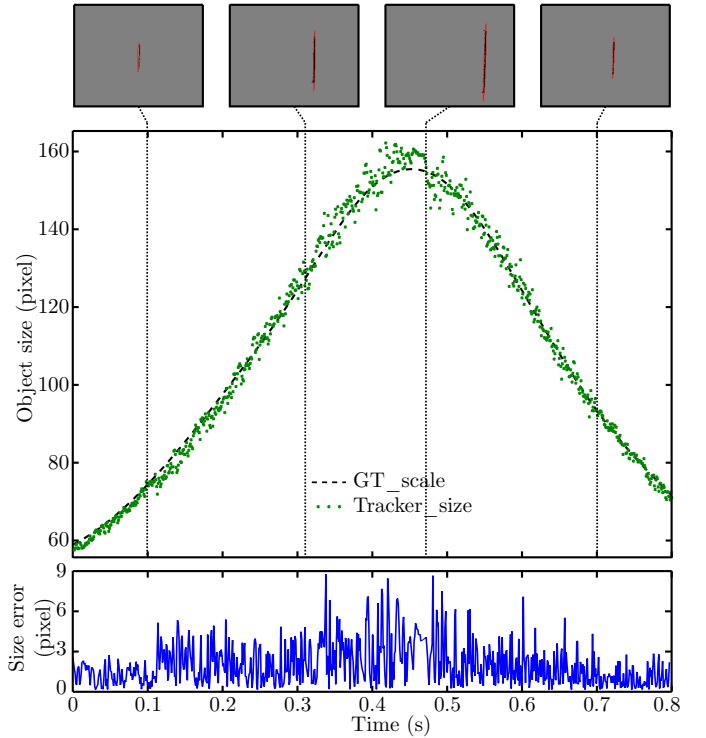 160
140
120
100
80
60
Object size (pixel)
GT_scale
Tracker_size
9
6
3
0
Size error
(pixel)
0 0.1 0.2 0.3 0.4 0.5 0.6 0.7 0.8
Time (s)